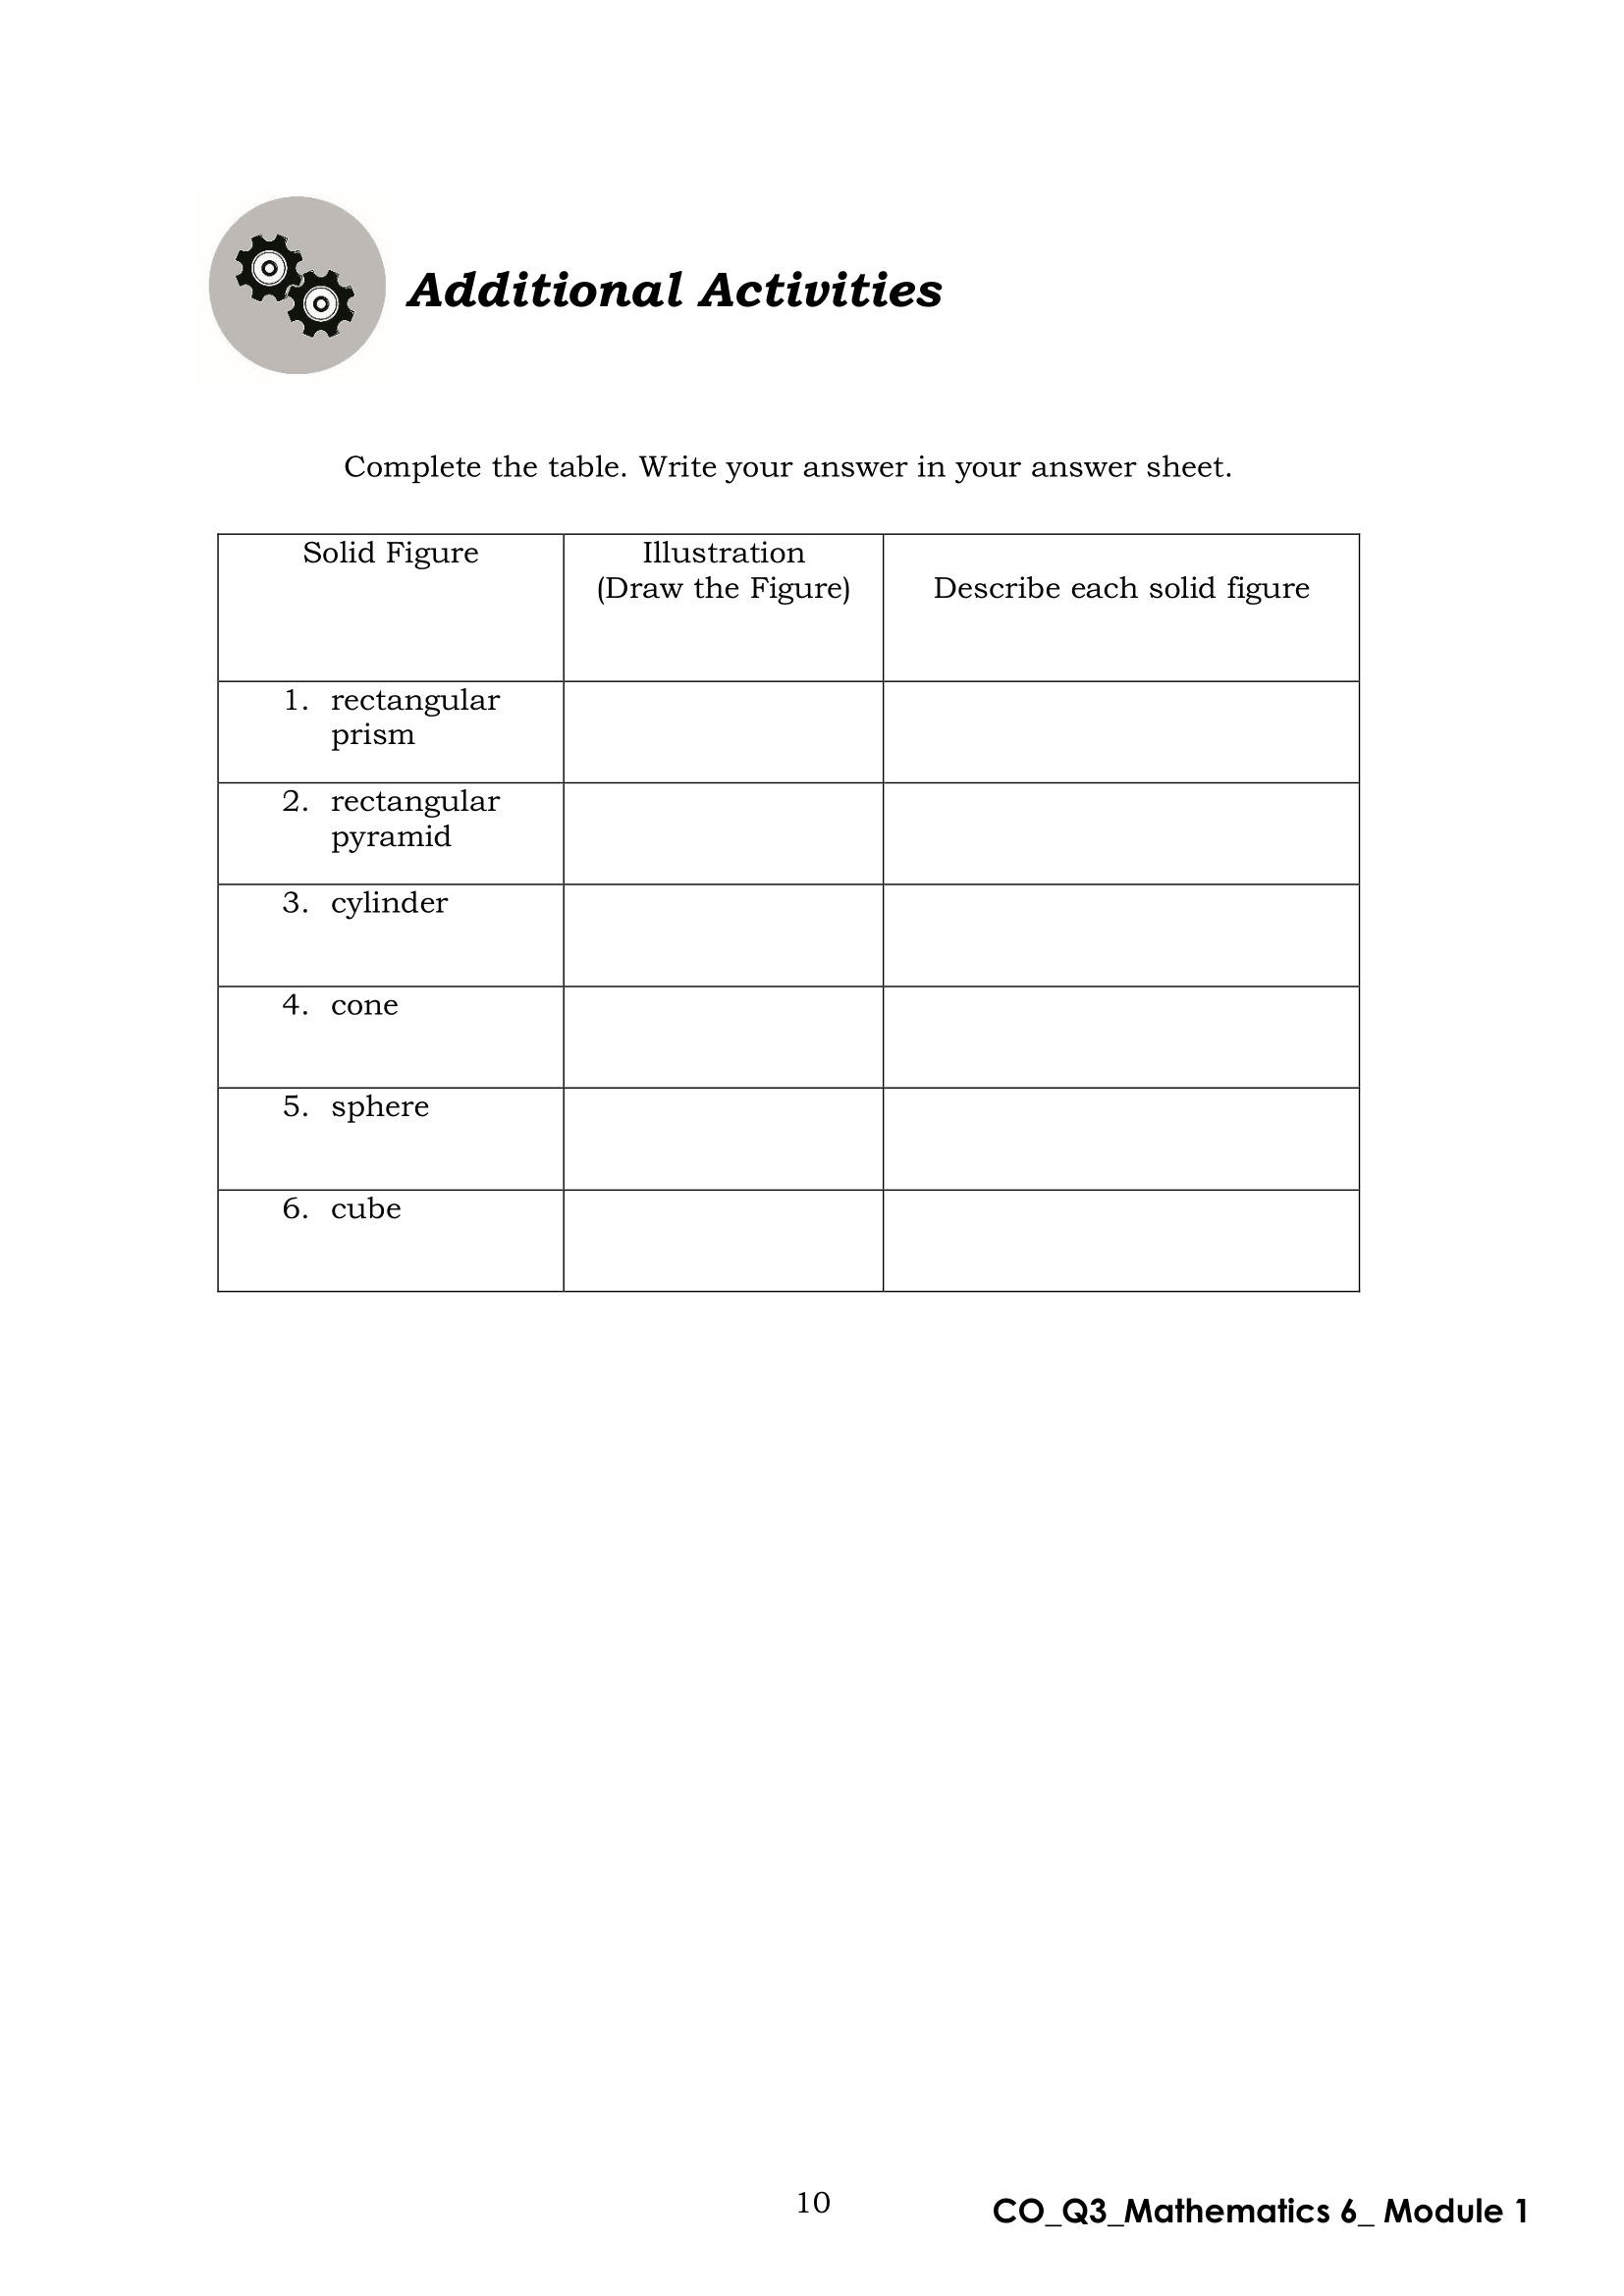 Additional Activities
Complete the table. Write your answer in your answer sheet.
Solid Figure
Illustration
(Draw the Figure)
Describe each solid figure
1. rectangular
prism
2. rectangular
pyramid
3. cylinder
4. cone
5. sphere
6. cube
10
CO_Q3_Mathematics 6_ Module 1